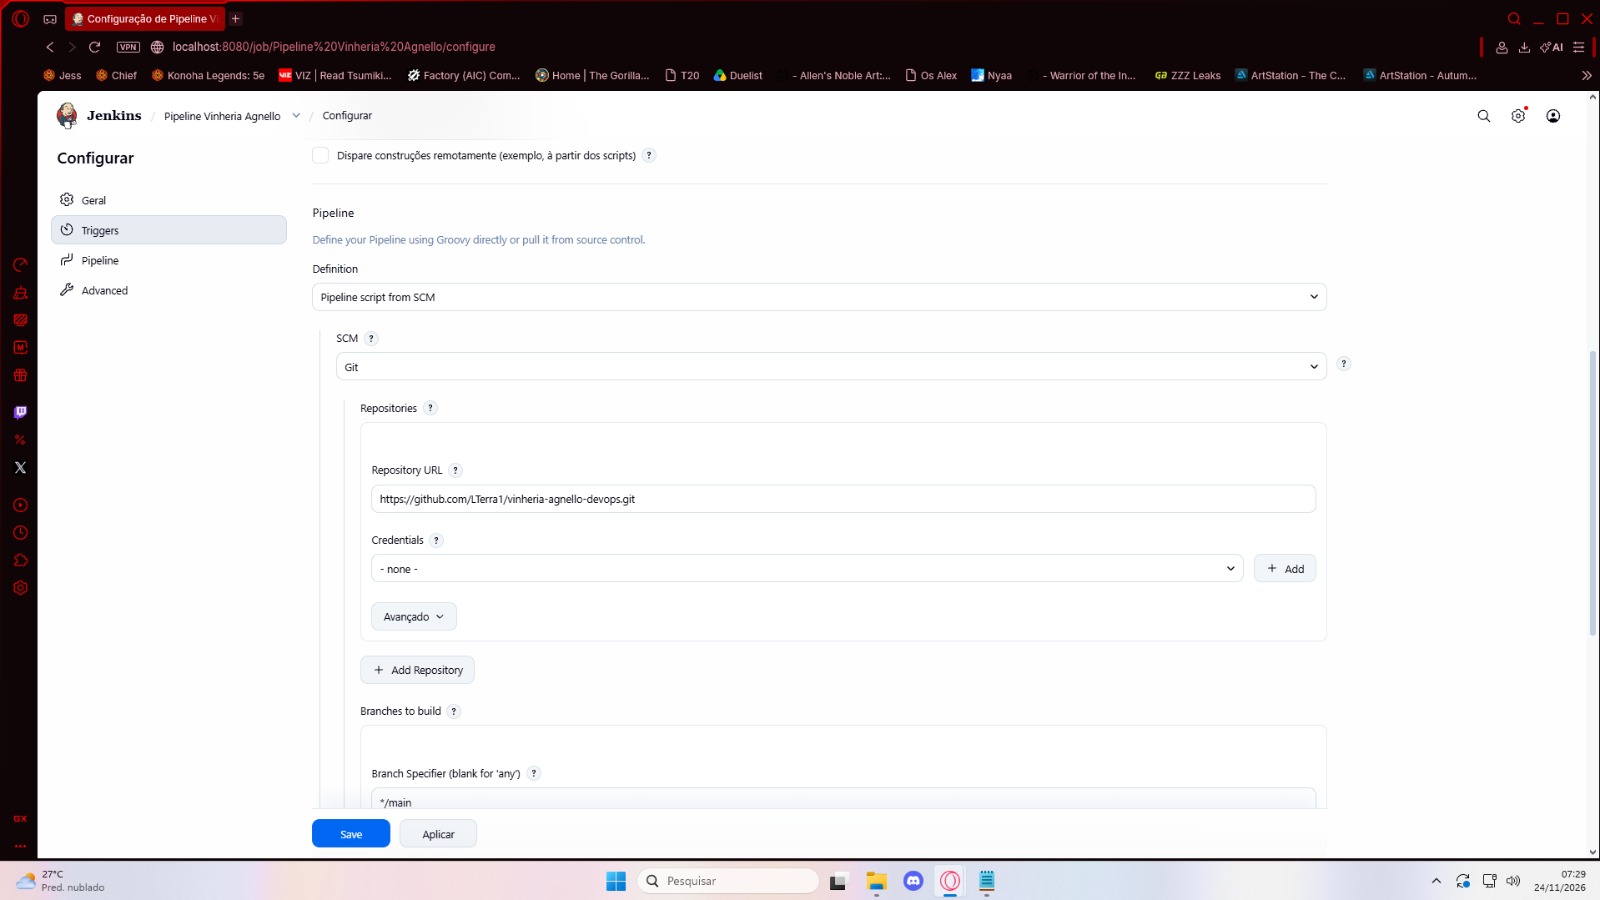 Configuração de Pipeline Vi
VPN
localhost:8080/job/Pipeline%20Vinheria%20Agnello/configure
AI
Jess
Chief
Konoha Legends: 5e
VIZ | Read Tsumiki...
Factory (AIC) Com...
Home | The Gorilla...
T20
Duelist
- Allen's Noble Art:...
Os Alex
Nyaa
- Warrior of the In...
ZZZ Leaks
ArtStation - The C...
ArtStation - Autum...
Jenkins / Pipeline Vinheria Agnello / Configurar
Configurar
Geral
Triggers
Pipeline
Advanced
Dispare construções remotamente (exemplo, à partir dos scripts) ?
Pipeline
Define your Pipeline using Groovy directly or pull it from source control.
Definition
Pipeline script from SCM
SCM ?
Git
?
Repositories ?
Repository URL ?
https://github.com/LTerra1/vinheria-agnello-devops.git
Credentials ?
- none -
+ Add
Avançado
+ Add Repository
Branches to build ?
Branch Specifier (blank for 'any') ?
*/main
Save
Aplicar
GX
27°C
Pred. nublado
Pesquisar
07:29
24/11/2026